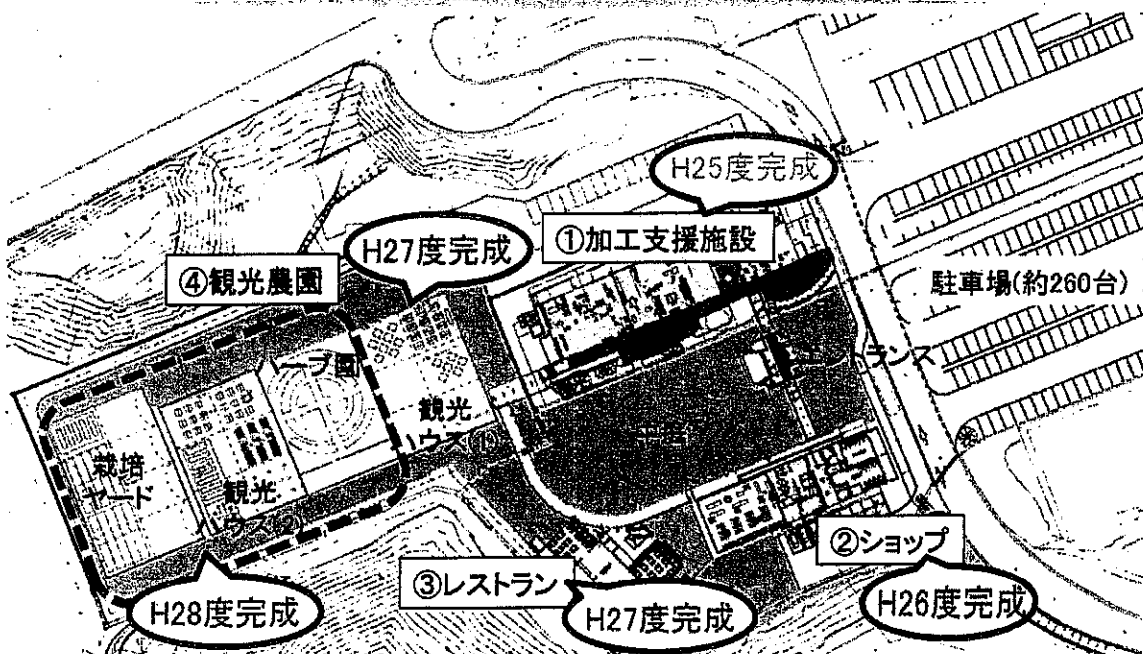 H25度完成
①加工支援施設
H27度完成
④観光農園
駐車場(約260台)
ハーブ園
観光
ハウス(1)
栽培
ヤード
観光
ハウス(2)
②ショップ
③レストラン
H28度完成
H27度完成
H26度完成